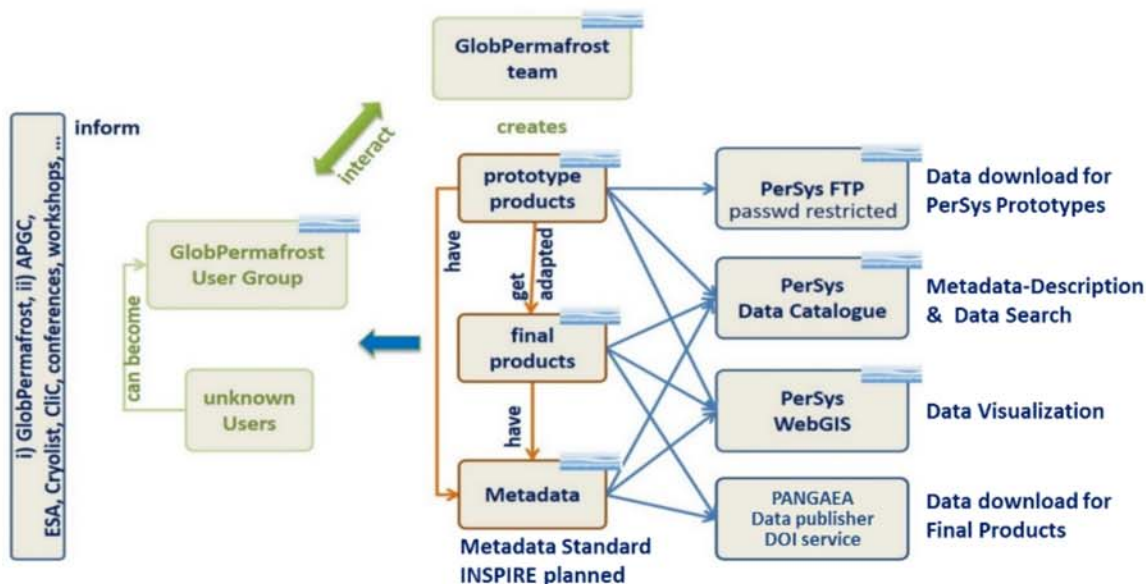 GlobPermafrost
team
inform
i) GlobPermafrost, ii) APGC,
ESA, Cryolist, CliC, conferences, workshops, ...
interact
creates
prototype
products
PerSys FTP
passwd restricted
Data download for
PerSys Prototypes
have
get
adapted
GlobPermafrost
User Group
can become
unknown
Users
final
products
PerSys
Data Catalogue
Metadata-Description
& Data Search
have
PerSys
WebGIS
Data Visualization
Metadata
Metadata Standard
INSPIRE planned
PANGAEA
Data publisher
DOI service
Data download for
Final Products